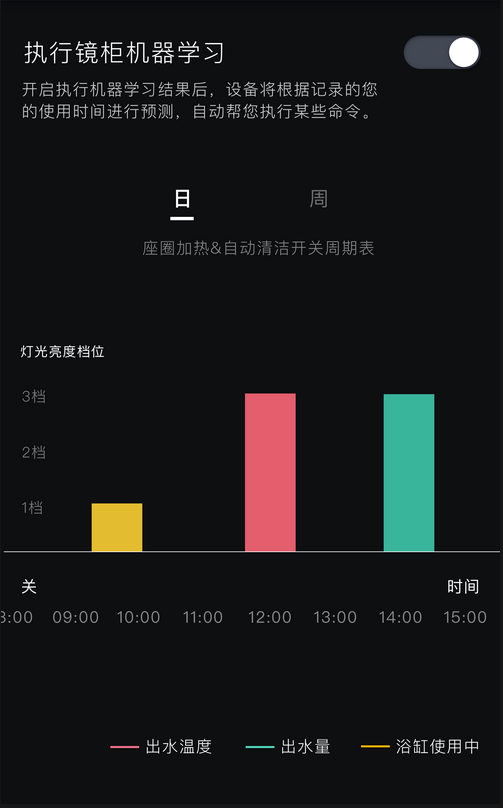 执行镜柜机器学习
开启执行机器学习结果后，设备将根据记录的您
的使用时间进行预测，自动帮您执行某些命令。
日 周
座圈加热&自动清洁开关周期表
灯光亮度档位
3档
2档
1档
关 时间
8:00 09:00 10:00 11:00 12:00 13:00 14:00 15:00
出水温度 出水量 浴缸使用中